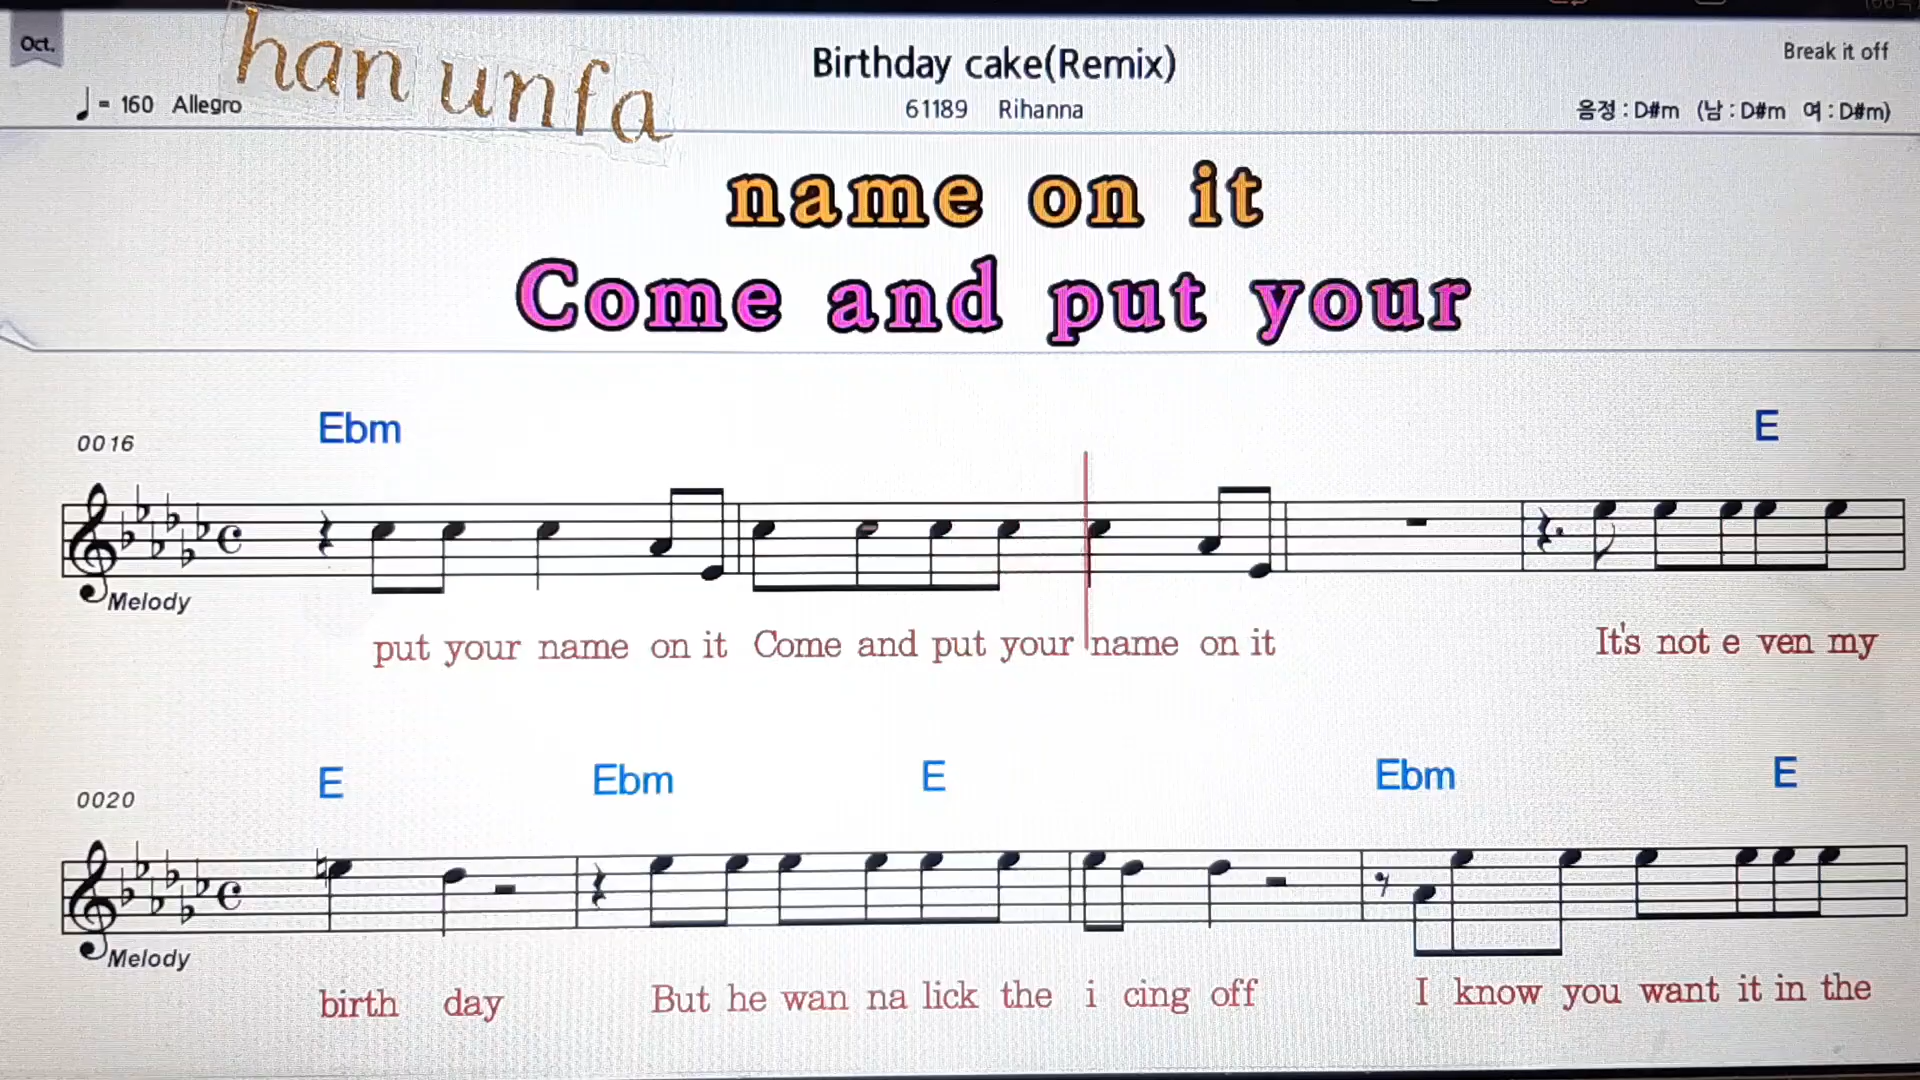 Oct.
han unfa
Birthday cake(Remix)
Break it off
= 160 Allegro
61189 Rihanna
음정 : D#m (남 : D#m 여 : D#m)
name on it
Come and put your
Ebm E
0016
Melody
put your name on it Come and put your name on it It's not e ven my
E Ebm E Ebm E
0020
Melody
birth day But he wan na lick the i cing off I know you want it in the